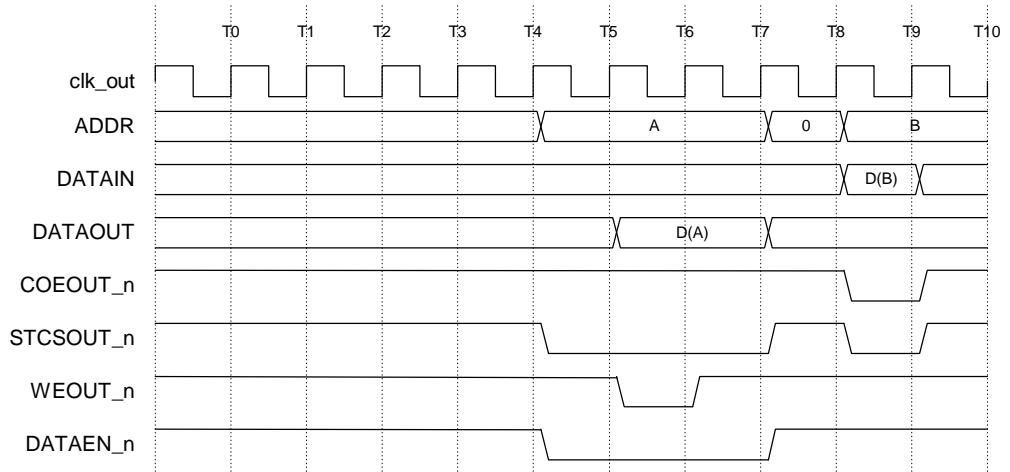 T0 T1 T2 T3 T4 T5 T6 T7 T8 T9 T10
clk_out
ADDR A 0 B
DATAIN D(B)
DATAOUT D(A)
COEOUT_n
STCSOUT_n
WEOUT_n
DATAEN_n